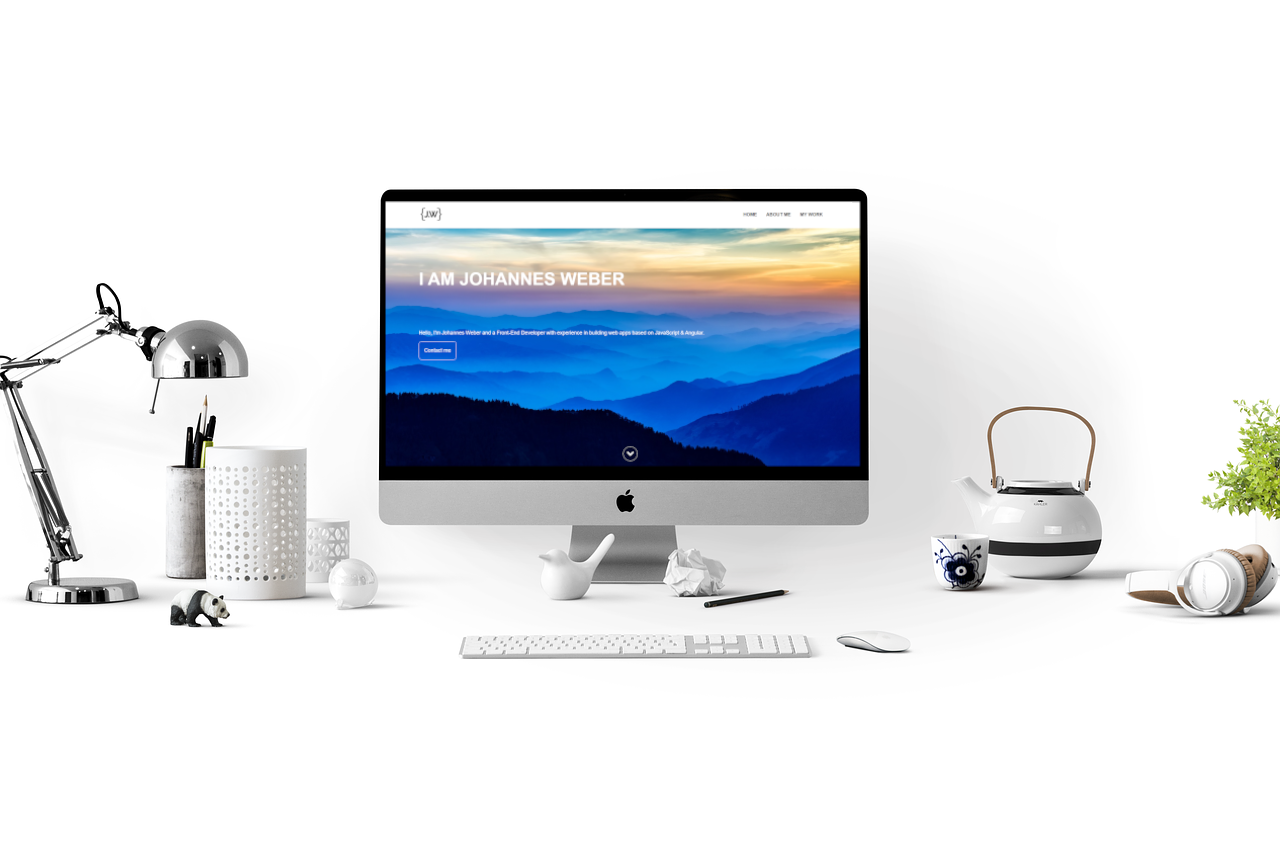 {J.W}
HOME ABOUT ME MY WORK
I AM JOHANNES WEBER
Hello, I'm Johannes Weber and a Front-End Developer with experience in building web apps based on JavaScript & Angular.
Contact me